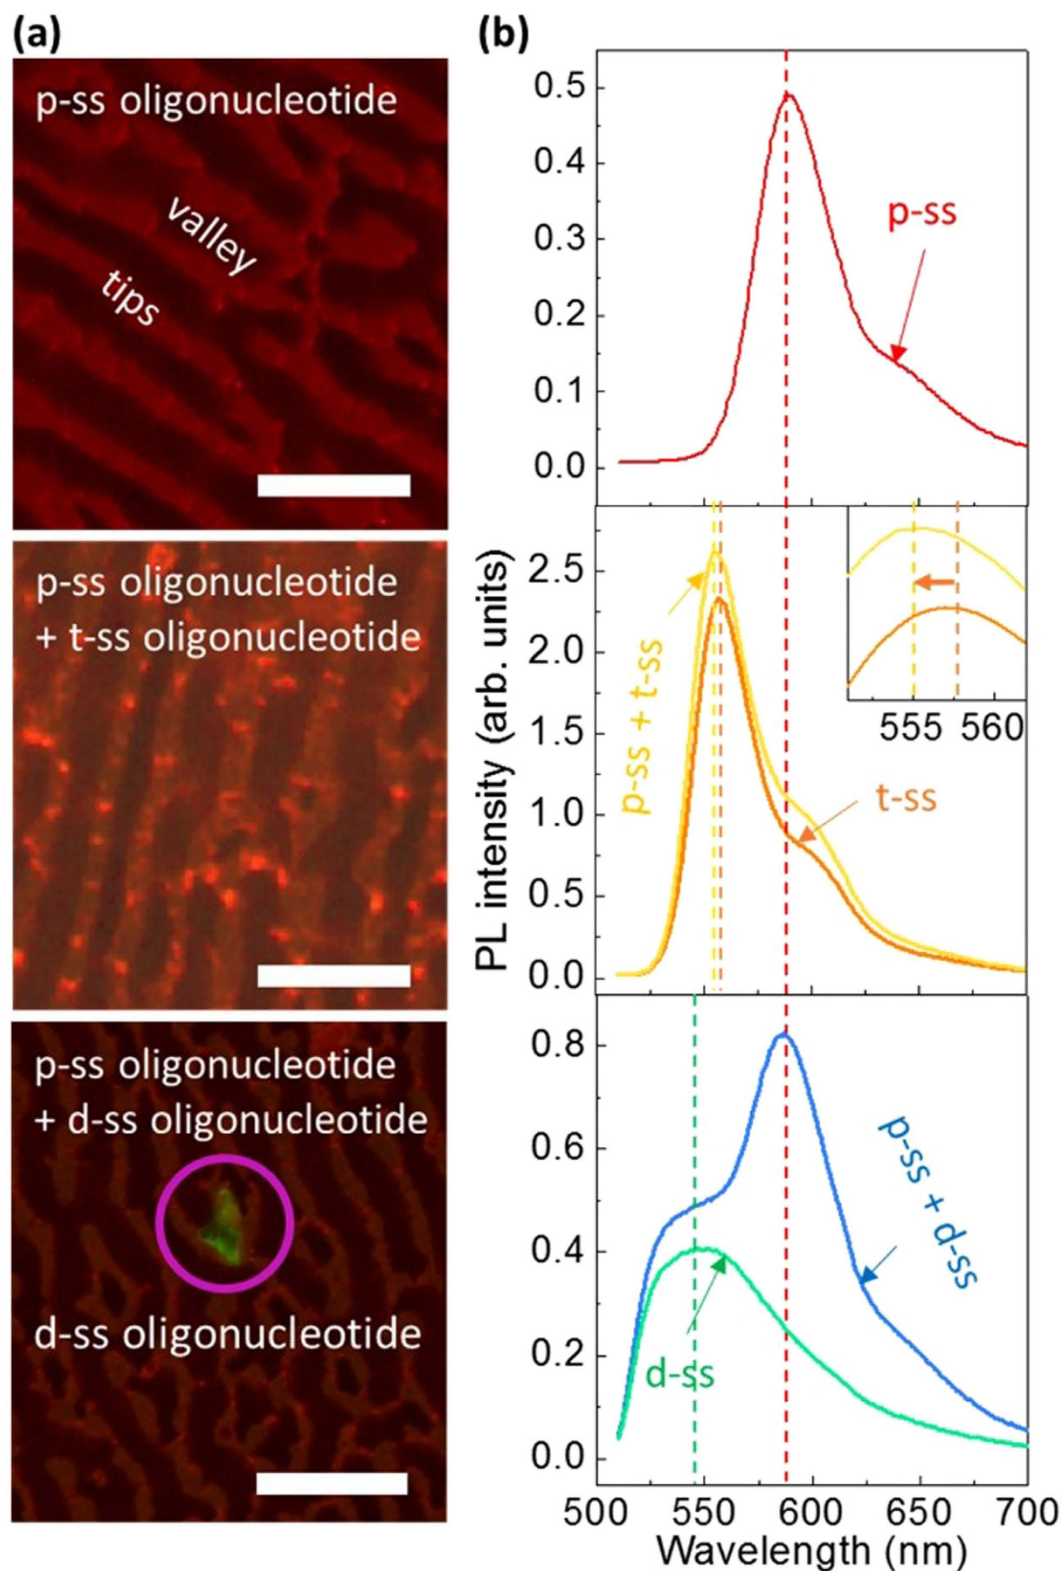 (a)
p-ss oligonucleotide
valley
tips
p-ss oligonucleotide
+ t-ss oligonucleotide
p-ss oligonucleotide
+ d-ss oligonucleotide
d-ss oligonucleotide
(b)
PL intensity (arb. units)
0.5
0.4
0.3
0.2
0.1
0.0
p-ss
2.5
2.0
1.5
1.0
0.5
0.0
p-ss + t-ss
t-ss
555 560
0.8
0.6
0.4
0.2
0.0
p-ss + d-ss
d-ss
500 550 600 650 700
Wavelength (nm)